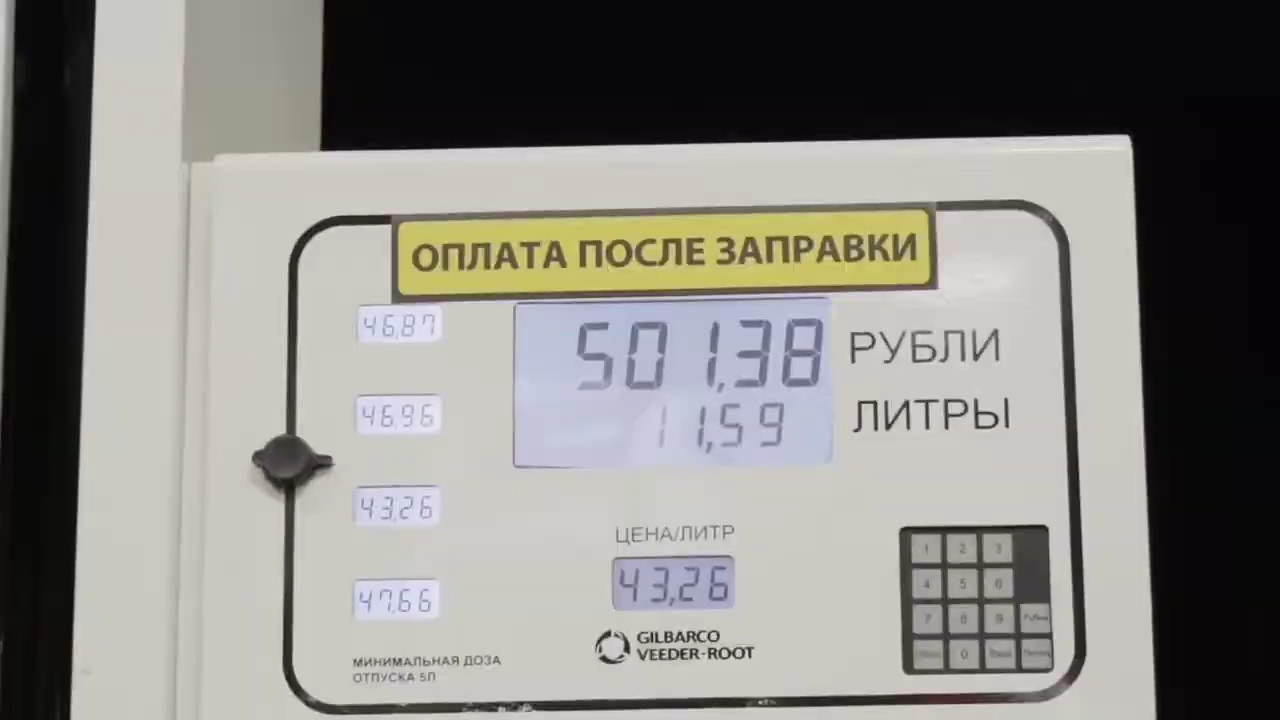 ОПЛАТА ПОСЛЕ ЗАПРАВКИ
46,87
501,38 РУБЛИ
11,59 ЛИТРЫ
46,96
43,26
ЦЕНА/ЛИТР
43,26
47,66
1 2 3
4 5 6
7 8 9
0
GILBARCO
VEEDER-ROOT
МИНИМАЛЬНАЯ ДОЗА
ОТПУСКА 5Л